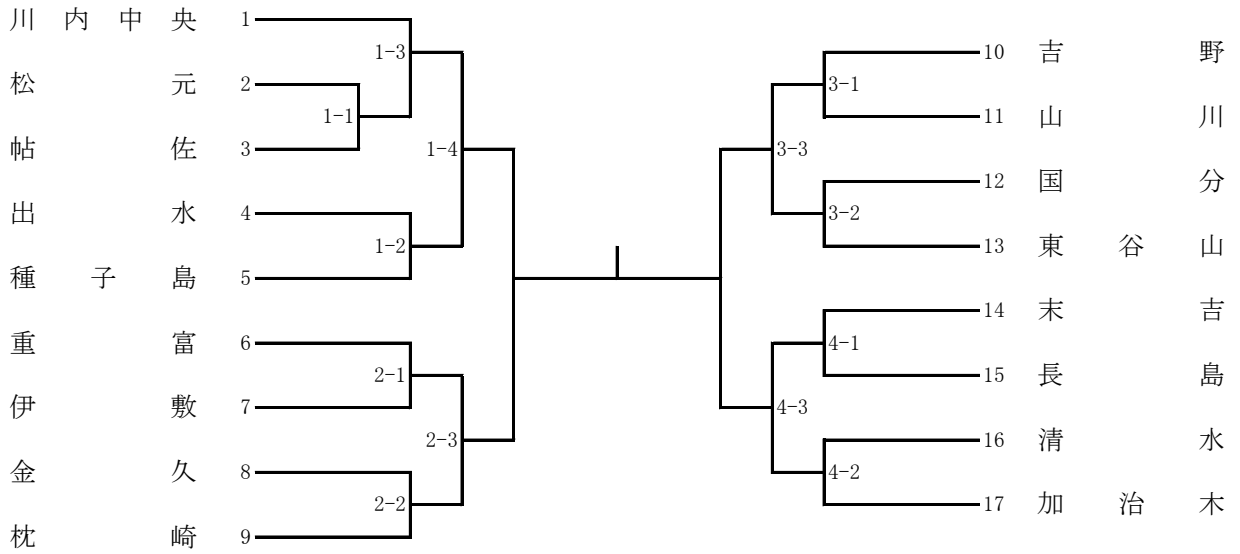 川内中央 1
1-3
松元 2
1-1
帖佐 3
1-4
出水 4
1-2
種子島 5
重富 6
2-1
伊敷 7
2-3
金久 8
2-2
枕崎 9
10 吉野
3-1
11 山川
3-3
12 国分
3-2
13 東谷山
14 末吉
4-1
15 長島
4-3
16 清水
4-2
17 加治木